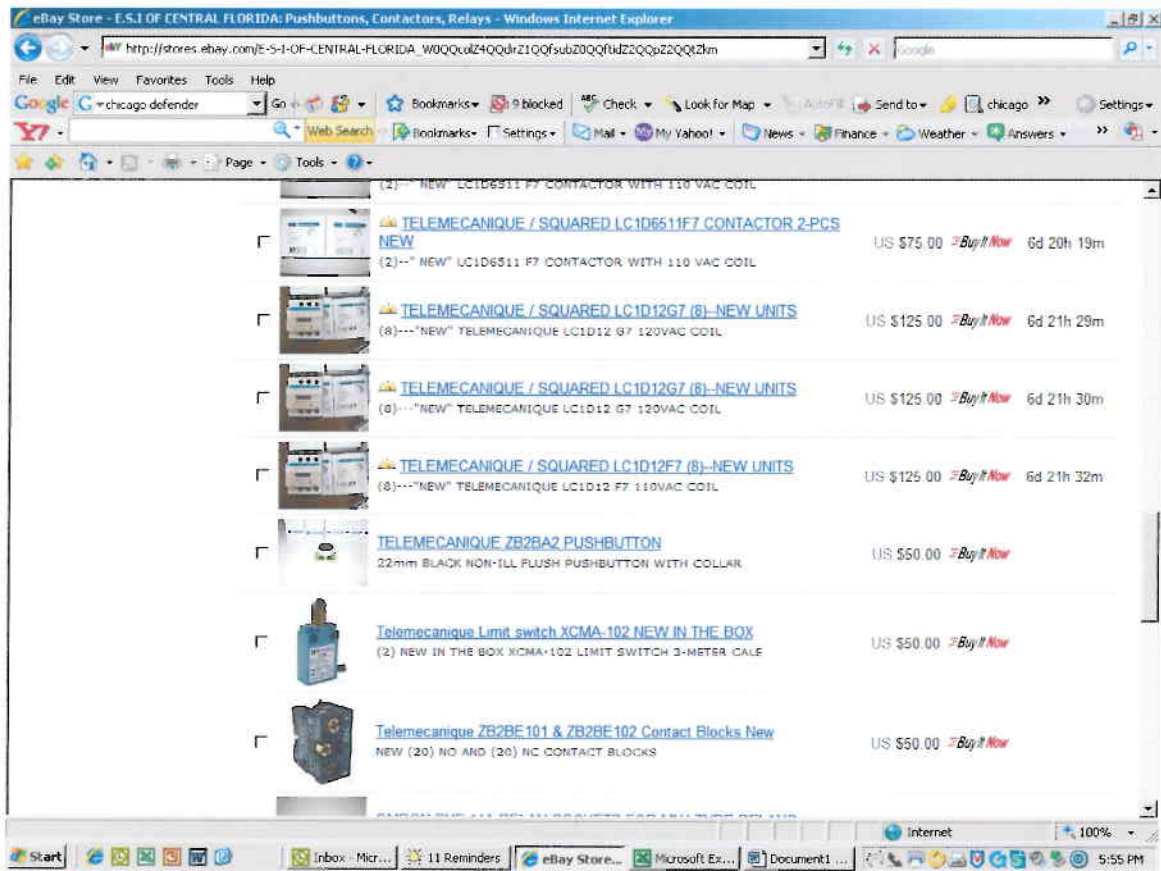 eBay Store - E.S.I OF CENTRAL FLORIDA: Pushbuttons, Contactors, Relays - Windows Internet Explorer
http://stores.ebay.com/E-S-I-OF-CENTRAL-FLORIDA_W0QQcolZ4QQdirZ1QQfsubZ0QQftidZ2QQpZ2QQtZkm
Google
File Edit View Favorites Tools Help
Google chicago defender Go Bookmarks 9 blocked Check Look for Map AutoFill Send to chicago Settings
Web Search Bookmarks Settings Mail My Yahoo! News Finance Weather Answers
Page Tools
(2)--" NEW" LC1D6511 F7 CONTACTOR WITH 110 VAC COIL
TELEMECANIQUE / SQUARED LC1D6511F7 CONTACTOR 2-PCS
NEW
(2)--" NEW" LC1D6511 F7 CONTACTOR WITH 110 VAC COIL
US $75.00 Buy It Now 6d 20h 19m
TELEMECANIQUE / SQUARED LC1D12G7 (8)--NEW UNITS
(8)---"NEW" TELEMECANIQUE LC1D12 G7 120VAC COIL
US $125.00 Buy It Now 6d 21h 29m
TELEMECANIQUE / SQUARED LC1D12G7 (8)--NEW UNITS
(8)---"NEW" TELEMECANIQUE LC1D12 G7 120VAC COIL
US $125.00 Buy It Now 6d 21h 30m
TELEMECANIQUE / SQUARED LC1D12F7 (8)--NEW UNITS
(8)---"NEW" TELEMECANIQUE LC1D12 F7 110VAC COIL
US $125.00 Buy It Now 6d 21h 32m
TELEMECANIQUE ZB2BA2 PUSHBUTTON
22mm BLACK NON-ILL FLUSH PUSHBUTTON WITH COLLAR
US $50.00 Buy It Now
Telemecanique Limit switch XCMA-102 NEW IN THE BOX
(2) NEW IN THE BOX XCMA-102 LIMIT SWITCH 3-METER CALE
US $50.00 Buy It Now
Telemecanique ZB2BE101 & ZB2BE102 Contact Blocks New
NEW (20) NO AND (20) NC CONTACT BLOCKS
US $50.00 Buy It Now
Internet 100%
Start Inbox - Micr... 11 Reminders eBay Store... Microsoft Ex... Document1 ... 5:55 PM